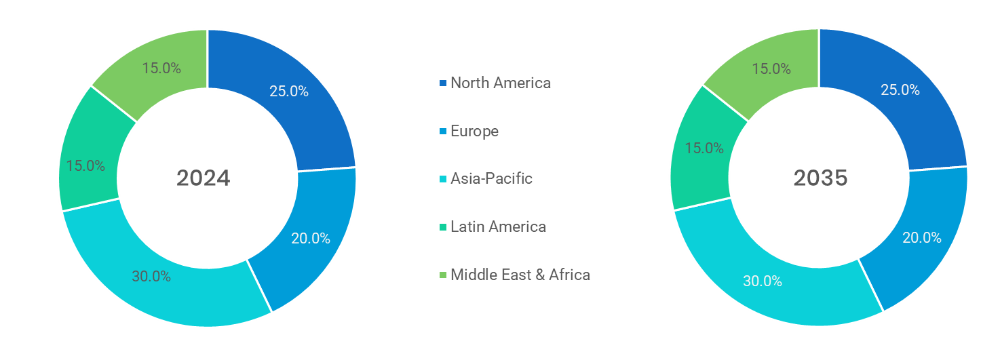 15.0%
25.0%
15.0%
20.0%
30.0%
2024
North America
Europe
Asia-Pacific
Latin America
Middle East & Africa
15.0%
25.0%
15.0%
20.0%
30.0%
2035